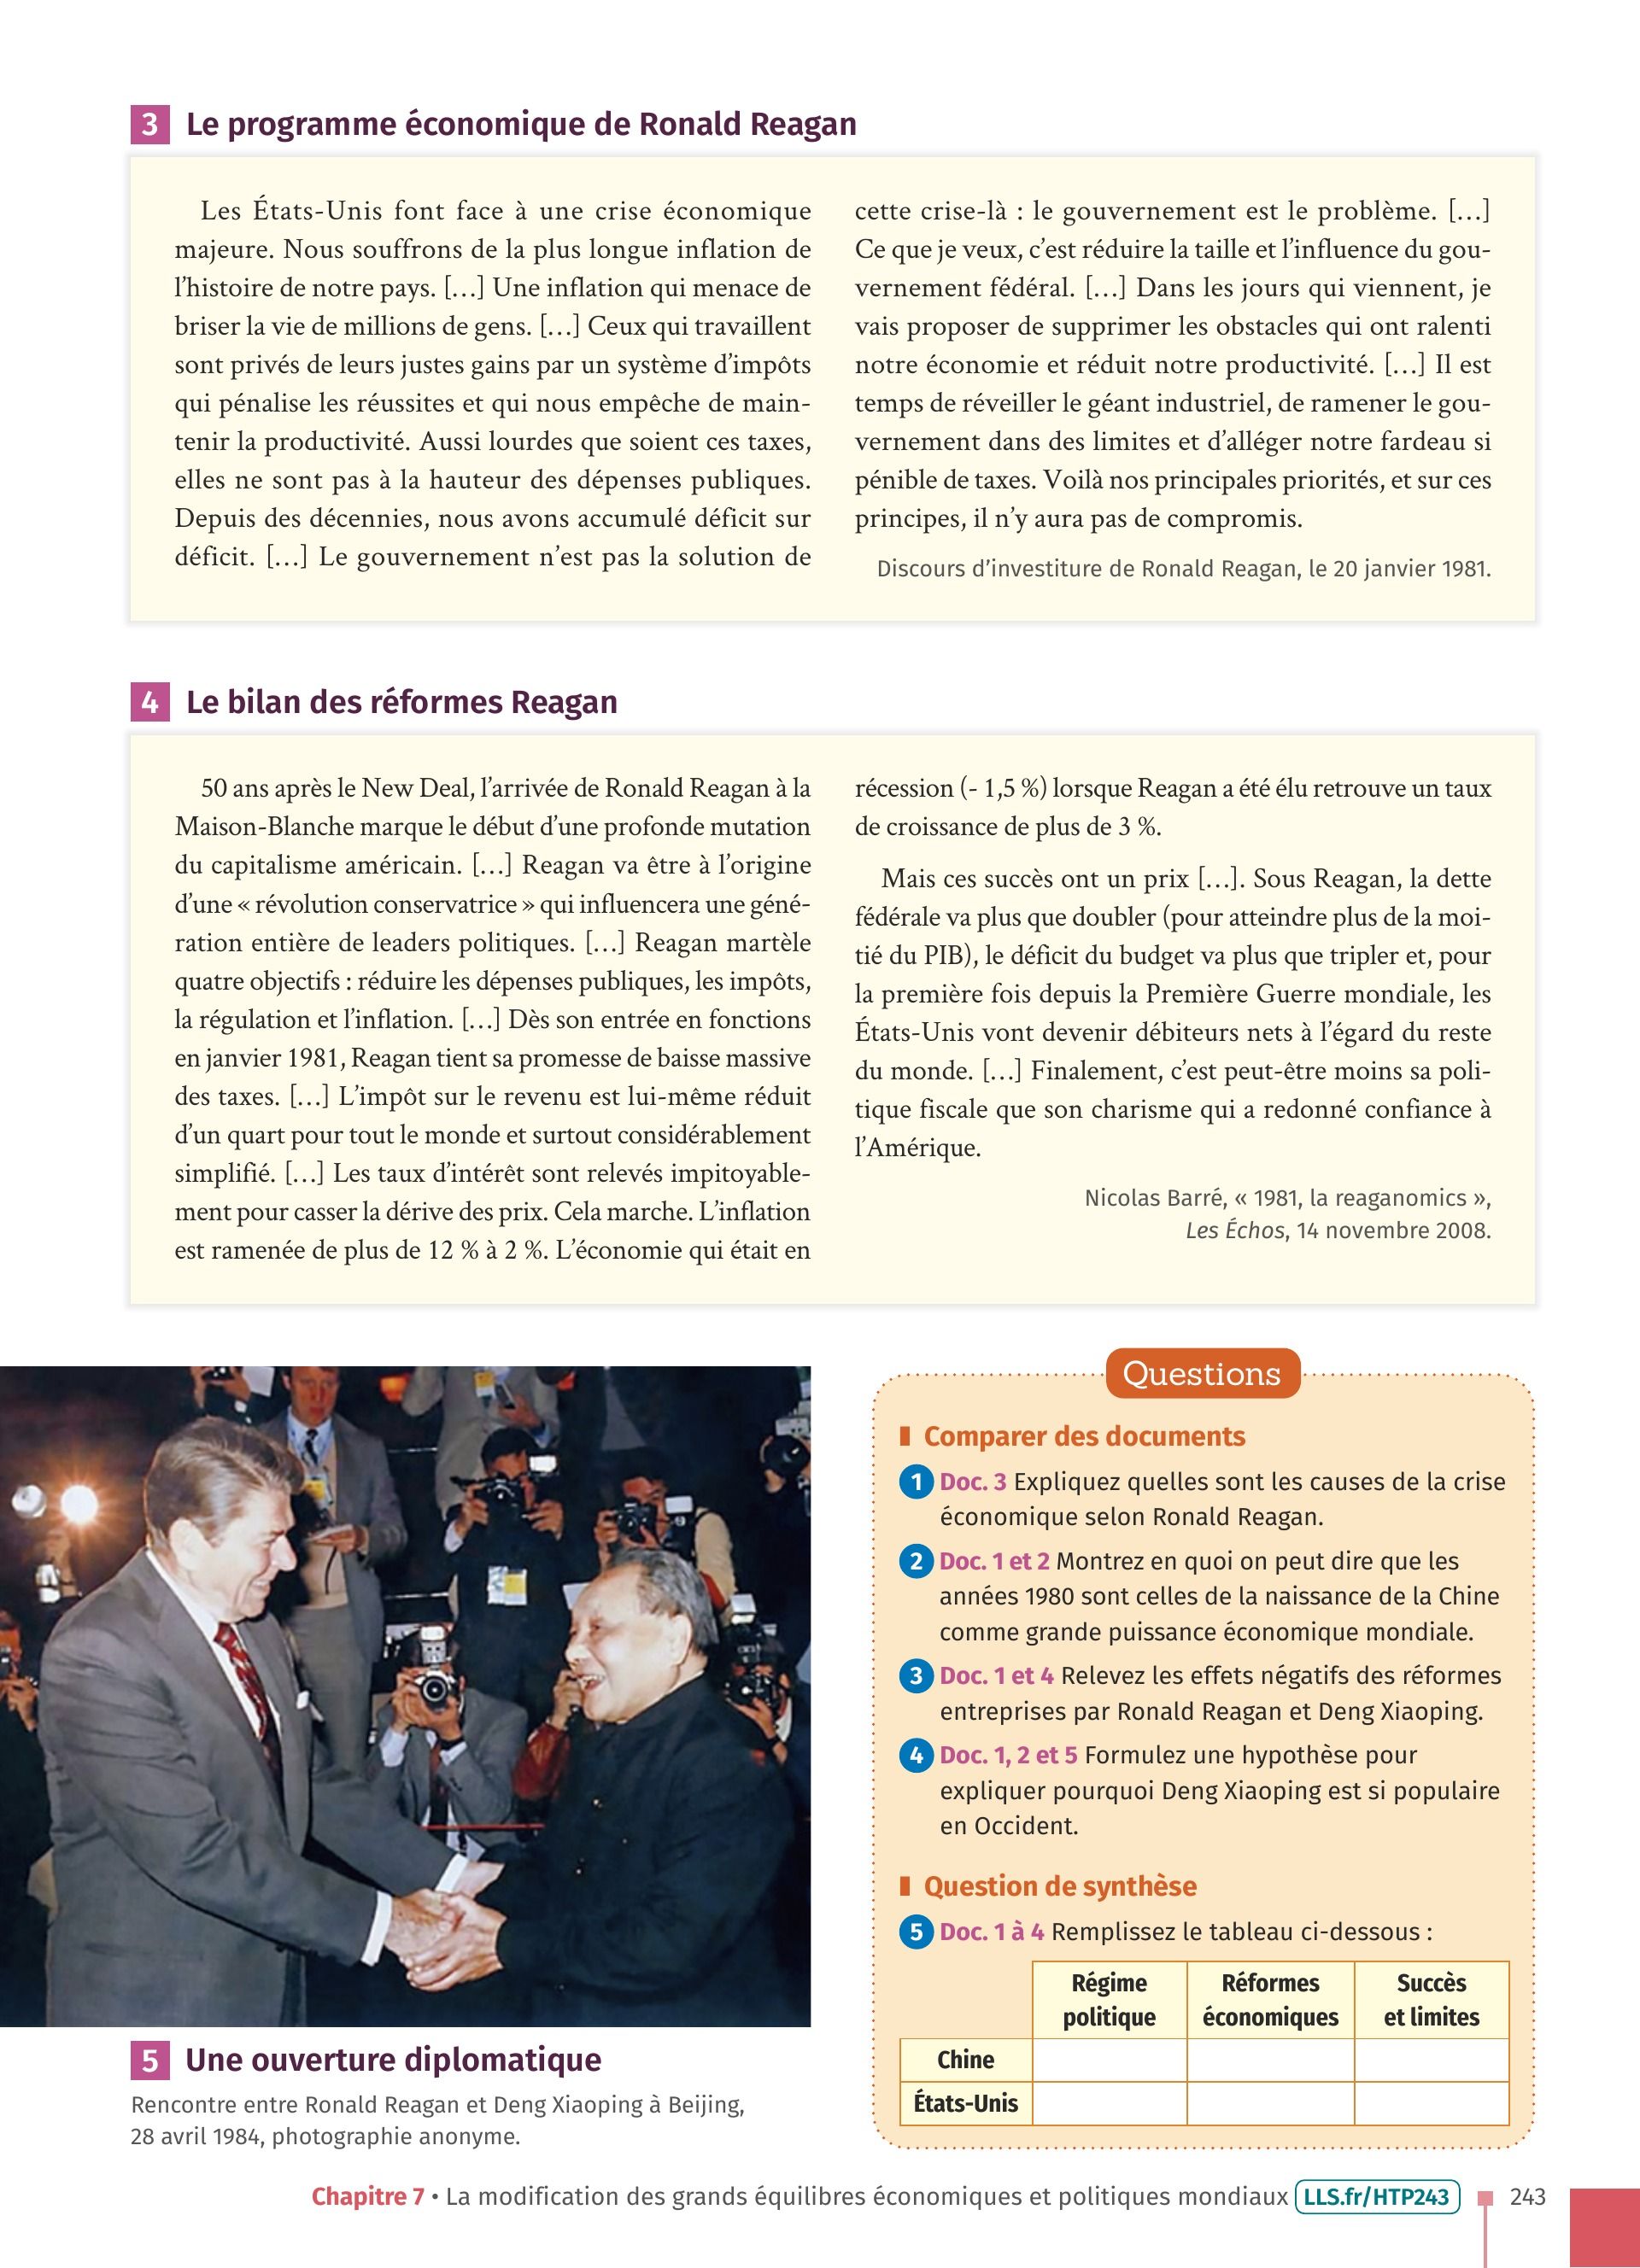 3 Le programme économique de Ronald Reagan
Les États-Unis font face à une crise économique
majeure. Nous souffrons de la plus longue inflation de
l'histoire de notre pays. […] Une inflation qui menace de
briser la vie de millions de gens. […] Ceux qui travaillent
sont privés de leurs justes gains par un système d'impôts
qui pénalise les réussites et qui nous empêche de main-
tenir la productivité. Aussi lourdes que soient ces taxes,
elles ne sont pas à la hauteur des dépenses publiques.
Depuis des décennies, nous avons accumulé déficit sur
déficit. […] Le gouvernement n'est pas la solution de
cette crise-là : le gouvernement est le problème. […]
Ce que je veux, c'est réduire la taille et l'influence du gou-
vernement fédéral. […] Dans les jours qui viennent, je
vais proposer de supprimer les obstacles qui ont ralenti
notre économie et réduit notre productivité. […] Il est
temps de réveiller le géant industriel, de ramener le gou-
vernement dans des limites et d'alléger notre fardeau si
pénible de taxes. Voilà nos principales priorités, et sur ces
principes, il n'y aura pas de compromis.
Discours d'investiture de Ronald Reagan, le 20 janvier 1981.
4 Le bilan des réformes Reagan
50 ans après le New Deal, l'arrivée de Ronald Reagan à la
Maison-Blanche marque le début d'une profonde mutation
du capitalisme américain. […] Reagan va être à l'origine
d'une « révolution conservatrice » qui influencera une géné-
ration entière de leaders politiques. […] Reagan martèle
quatre objectifs : réduire les dépenses publiques, les impôts,
la régulation et l'inflation. […] Dès son entrée en fonctions
en janvier 1981, Reagan tient sa promesse de baisse massive
des taxes. […] L'impôt sur le revenu est lui-même réduit
d'un quart pour tout le monde et surtout considérablement
simplifié. […] Les taux d'intérêt sont relevés impitoyable-
ment pour casser la dérive des prix. Cela marche. L'inflation
est ramenée de plus de 12 % à 2 %. L'économie qui était en
récession (- 1,5 %) lorsque Reagan a été élu retrouve un taux
de croissance de plus de 3 %.
Mais ces succès ont un prix […]. Sous Reagan, la dette
fédérale va plus que doubler (pour atteindre plus de la moi-
tié du PIB), le déficit du budget va plus que tripler et, pour
la première fois depuis la Première Guerre mondiale, les
États-Unis vont devenir débiteurs nets à l'égard du reste
du monde. […] Finalement, c'est peut-être moins sa poli-
tique fiscale que son charisme qui a redonné confiance à
l'Amérique.
Nicolas Barré, « 1981, la reaganomics »,
Les Échos, 14 novembre 2008.
5 Une ouverture diplomatique
Rencontre entre Ronald Reagan et Deng Xiaoping à Beijing,
28 avril 1984, photographie anonyme.
Questions
Comparer des documents
1 Doc. 3 Expliquez quelles sont les causes de la crise
économique selon Ronald Reagan.
2 Doc. 1 et 2 Montrez en quoi on peut dire que les
années 1980 sont celles de la naissance de la Chine
comme grande puissance économique mondiale.
3 Doc. 1 et 4 Relevez les effets négatifs des réformes
entreprises par Ronald Reagan et Deng Xiaoping.
4 Doc. 1, 2 et 5 Formulez une hypothèse pour
expliquer pourquoi Deng Xiaoping est si populaire
en Occident.
Question de synthèse
5 Doc. 1 à 4 Remplissez le tableau ci-dessous :
Régime Réformes Succès
politique économiques et limites
Chine
États-Unis
Chapitre 7 • La modification des grands équilibres économiques et politiques mondiaux LLS.fr/HTP243 243